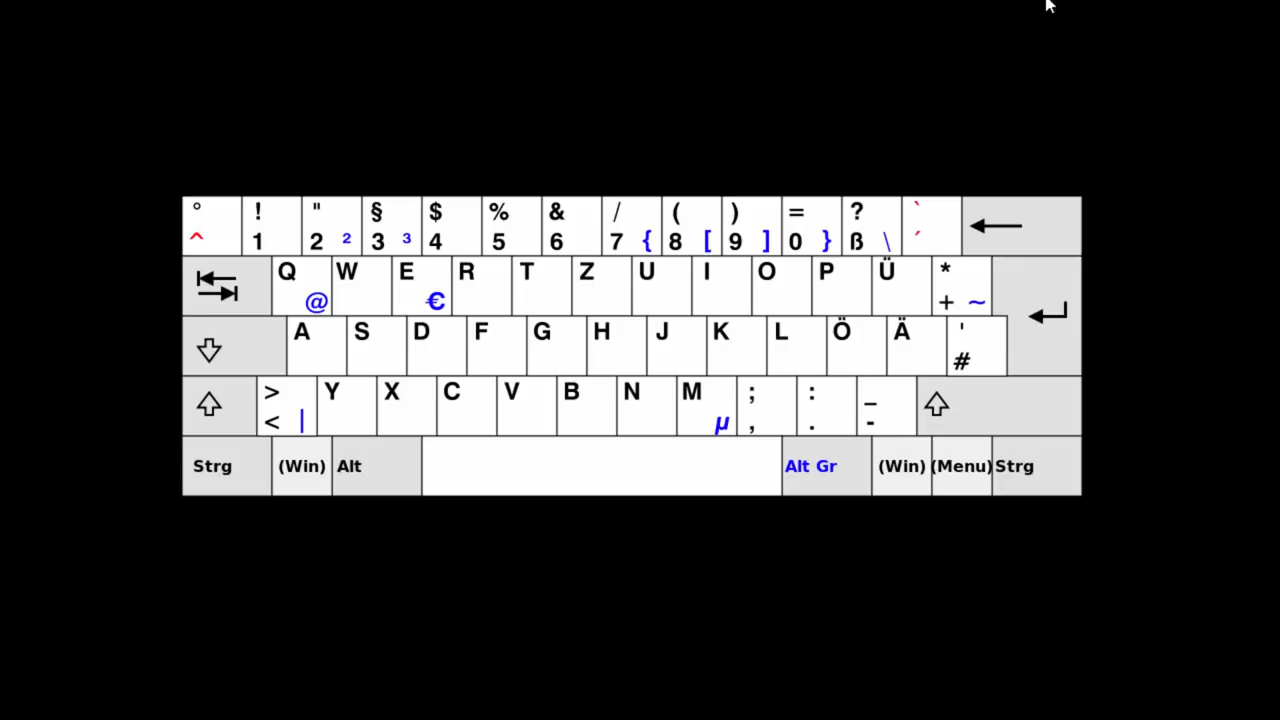 ° ! " § $ % & / ( ) = ? `
^ 1 2 ² 3 ³ 4 5 6 7 { 8 [ 9 ] 0 } ß \ ´
Q W E R T Z U I O P Ü *
@ € + ~
A S D F G H J K L Ö Ä '
#
> Y X C V B N M ; : _
< | µ , . -
Strg (Win) Alt Alt Gr (Win) (Menu) Strg